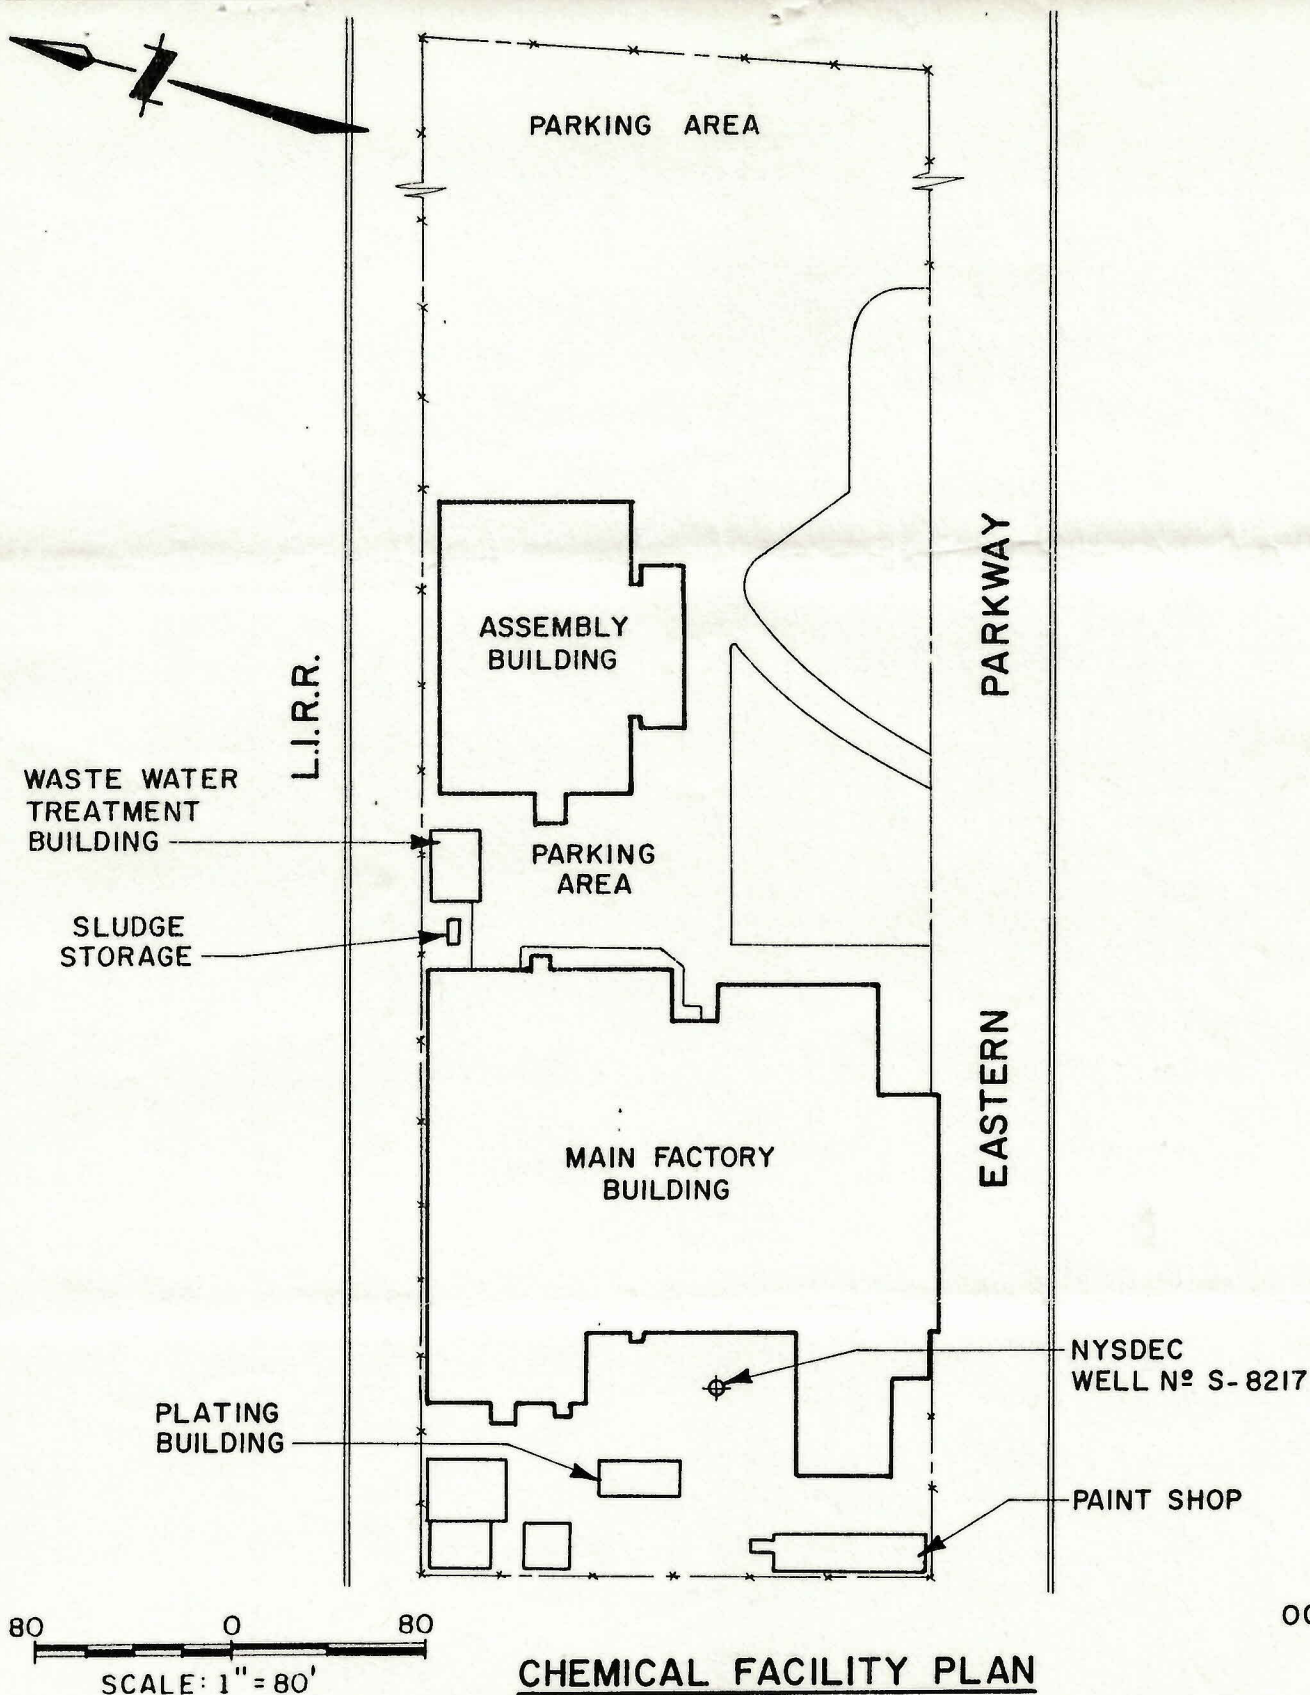 PARKING AREA
ASSEMBLY
BUILDING
L.I.R.R.
EASTERN PARKWAY
WASTE WATER
TREATMENT
BUILDING
PARKING
AREA
SLUDGE
STORAGE
MAIN FACTORY
BUILDING
NYSDEC
WELL Nº S-8217
PLATING
BUILDING
PAINT SHOP
80 0 80
SCALE: 1" = 80'
CHEMICAL FACILITY PLAN